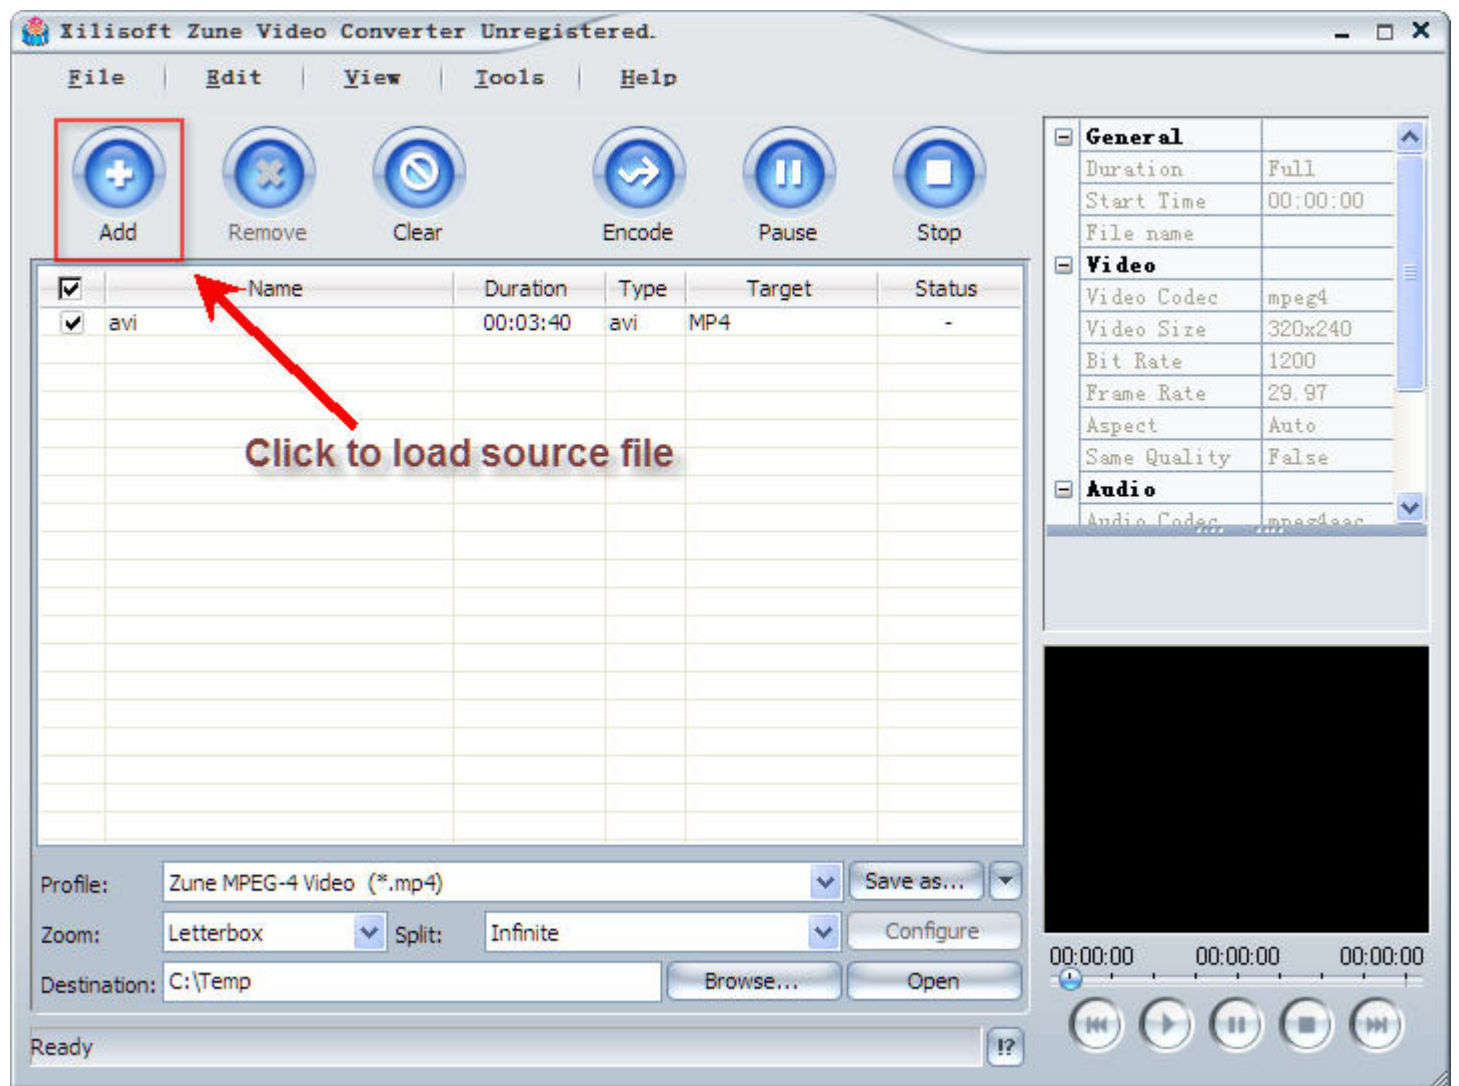 Xilisoft Zune Video Converter Unregistered.
File Edit View Tools Help
Add Remove Clear Encode Pause Stop
Name Duration Type Target Status
avi 00:03:40 avi MP4 -
Click to load source file
General
Duration Full
Start Time 00:00:00
File name
Video
Video Codec mpeg4
Video Size 320x240
Bit Rate 1200
Frame Rate 29.97
Aspect Auto
Same Quality False
Audio
Audio Codec mpeg4aac
Profile: Zune MPEG-4 Video (*.mp4) Save as...
Zoom: Letterbox Split: Infinite Configure
Destination: C:\Temp Browse... Open
00:00:00 00:00:00 00:00:00
Ready !?